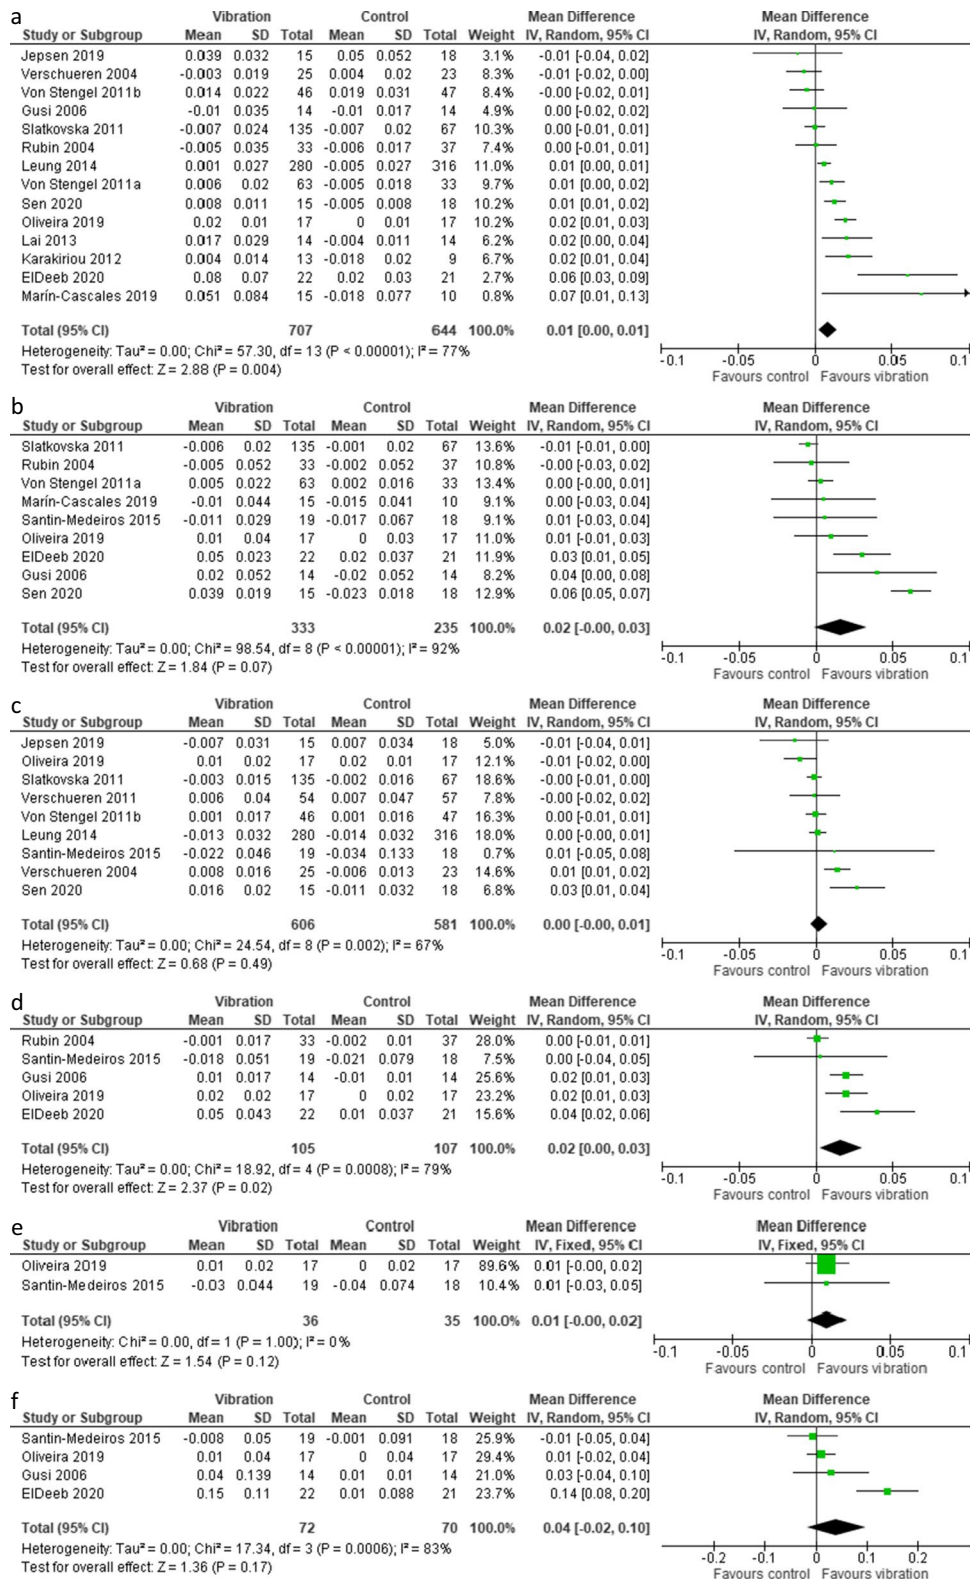 a
Vibration Control Mean Difference Mean Difference
Study or Subgroup Mean SD Total Mean SD Total Weight IV, Random, 95% CI IV, Random, 95% CI
Jepsen 2019 0.039 0.032 15 0.05 0.052 18 3.1% -0.01 [-0.04, 0.02]
Verschueren 2004 -0.003 0.019 25 0.004 0.02 23 8.3% -0.01 [-0.02, 0.00]
Von Stengel 2011b 0.014 0.022 46 0.019 0.031 47 8.4% -0.00 [-0.02, 0.01]
Gusi 2006 -0.01 0.035 14 -0.01 0.017 14 4.9% 0.00 [-0.02, 0.02]
Slatkovska 2011 -0.007 0.024 135 -0.007 0.02 67 10.3% 0.00 [-0.01, 0.01]
Rubin 2004 -0.005 0.035 33 -0.006 0.017 37 7.4% 0.00 [-0.01, 0.01]
Leung 2014 0.001 0.027 280 -0.005 0.027 316 11.0% 0.01 [0.00, 0.01]
Von Stengel 2011a 0.006 0.02 63 -0.005 0.018 33 9.7% 0.01 [0.00, 0.02]
Sen 2020 0.008 0.011 15 -0.005 0.008 18 10.2% 0.01 [0.01, 0.02]
Oliveira 2019 0.02 0.01 17 0 0.01 17 10.2% 0.02 [0.01, 0.03]
Lai 2013 0.017 0.029 14 -0.004 0.011 14 6.2% 0.02 [0.00, 0.04]
Karakiriou 2012 0.004 0.014 13 -0.018 0.02 9 6.7% 0.02 [0.01, 0.04]
ElDeeb 2020 0.08 0.07 22 0.02 0.03 21 2.7% 0.06 [0.03, 0.09]
Marín-Cascales 2019 0.051 0.084 15 -0.018 0.077 10 0.8% 0.07 [0.01, 0.13]
Total (95% CI) 707 644 100.0% 0.01 [0.00, 0.01]
Heterogeneity: Tau² = 0.00; Chi² = 57.30, df = 13 (P < 0.00001); I² = 77%
Test for overall effect: Z = 2.88 (P = 0.004)
-0.1 -0.05 0 0.05 0.1
Favours control Favours vibration
b
Vibration Control Mean Difference Mean Difference
Study or Subgroup Mean SD Total Mean SD Total Weight IV, Random, 95% CI IV, Random, 95% CI
Slatkovska 2011 -0.006 0.02 135 -0.001 0.02 67 13.6% -0.01 [-0.01, 0.00]
Rubin 2004 -0.005 0.052 33 -0.002 0.052 37 10.8% -0.00 [-0.03, 0.02]
Von Stengel 2011a 0.005 0.022 63 0.002 0.016 33 13.4% 0.00 [-0.00, 0.01]
Marín-Cascales 2019 -0.01 0.044 15 -0.015 0.041 10 9.1% 0.00 [-0.03, 0.04]
Santin-Medeiros 2015 -0.011 0.029 19 -0.017 0.067 18 9.1% 0.01 [-0.03, 0.04]
Oliveira 2019 0.01 0.04 17 0 0.03 17 11.0% 0.01 [-0.01, 0.03]
ElDeeb 2020 0.05 0.023 22 0.02 0.037 21 11.9% 0.03 [0.01, 0.05]
Gusi 2006 0.02 0.052 14 -0.02 0.052 14 8.2% 0.04 [0.00, 0.08]
Sen 2020 0.039 0.019 15 -0.023 0.018 18 12.9% 0.06 [0.05, 0.07]
Total (95% CI) 333 235 100.0% 0.02 [-0.00, 0.03]
Heterogeneity: Tau² = 0.00; Chi² = 98.54, df = 8 (P < 0.00001); I² = 92%
Test for overall effect: Z = 1.84 (P = 0.07)
-0.1 -0.05 0 0.05 0.1
Favours control Favours vibration
c
Vibration Control Mean Difference Mean Difference
Study or Subgroup Mean SD Total Mean SD Total Weight IV, Random, 95% CI IV, Random, 95% CI
Jepsen 2019 -0.007 0.031 15 0.007 0.034 18 5.0% -0.01 [-0.04, 0.01]
Oliveira 2019 0.01 0.02 17 0.02 0.01 17 12.1% -0.01 [-0.02, 0.00]
Slatkovska 2011 -0.003 0.015 135 -0.002 0.016 67 18.6% -0.00 [-0.01, 0.00]
Verschueren 2011 0.006 0.04 54 0.007 0.047 57 7.8% -0.00 [-0.02, 0.02]
Von Stengel 2011b 0.001 0.017 46 0.001 0.016 47 16.3% 0.00 [-0.01, 0.01]
Leung 2014 -0.013 0.032 280 -0.014 0.032 316 18.0% 0.00 [-0.00, 0.01]
Santin-Medeiros 2015 -0.022 0.046 19 -0.034 0.133 18 0.7% 0.01 [-0.05, 0.08]
Verschueren 2004 0.008 0.016 25 -0.006 0.013 23 14.6% 0.01 [0.01, 0.02]
Sen 2020 0.016 0.02 15 -0.011 0.032 18 6.8% 0.03 [0.01, 0.04]
Total (95% CI) 606 581 100.0% 0.00 [-0.00, 0.01]
Heterogeneity: Tau² = 0.00; Chi² = 24.54, df = 8 (P = 0.002); I² = 67%
Test for overall effect: Z = 0.68 (P = 0.49)
-0.1 -0.05 0 0.05 0.1
Favours control Favours vibration
d
Vibration Control Mean Difference Mean Difference
Study or Subgroup Mean SD Total Mean SD Total Weight IV, Random, 95% CI IV, Random, 95% CI
Rubin 2004 -0.001 0.017 33 -0.002 0.01 37 28.0% 0.00 [-0.01, 0.01]
Santin-Medeiros 2015 -0.018 0.051 19 -0.021 0.079 18 7.5% 0.00 [-0.04, 0.05]
Gusi 2006 0.01 0.017 14 -0.01 0.01 14 25.6% 0.02 [0.01, 0.03]
Oliveira 2019 0.02 0.02 17 0 0.02 17 23.2% 0.02 [0.01, 0.03]
ElDeeb 2020 0.05 0.043 22 0.01 0.037 21 15.6% 0.04 [0.02, 0.06]
Total (95% CI) 105 107 100.0% 0.02 [0.00, 0.03]
Heterogeneity: Tau² = 0.00; Chi² = 18.92, df = 4 (P = 0.0008); I² = 79%
Test for overall effect: Z = 2.37 (P = 0.02)
-0.1 -0.05 0 0.05 0.1
Favours control Favours vibration
e
Vibration Control Mean Difference Mean Difference
Study or Subgroup Mean SD Total Mean SD Total Weight IV, Fixed, 95% CI IV, Fixed, 95% CI
Oliveira 2019 0.01 0.02 17 0 0.02 17 89.6% 0.01 [-0.00, 0.02]
Santin-Medeiros 2015 -0.03 0.044 19 -0.04 0.074 18 10.4% 0.01 [-0.03, 0.05]
Total (95% CI) 36 35 100.0% 0.01 [-0.00, 0.02]
Heterogeneity: Chi² = 0.00, df = 1 (P = 1.00); I² = 0%
Test for overall effect: Z = 1.54 (P = 0.12)
-0.1 -0.05 0 0.05 0.1
Favours control Favours vibration
f
Vibration Control Mean Difference Mean Difference
Study or Subgroup Mean SD Total Mean SD Total Weight IV, Random, 95% CI IV, Random, 95% CI
Santin-Medeiros 2015 -0.008 0.05 19 -0.001 0.091 18 25.9% -0.01 [-0.05, 0.04]
Oliveira 2019 0.01 0.04 17 0 0.04 17 29.4% 0.01 [-0.02, 0.04]
Gusi 2006 0.04 0.139 14 0.01 0.01 14 21.0% 0.03 [-0.04, 0.10]
ElDeeb 2020 0.15 0.11 22 0.01 0.088 21 23.7% 0.14 [0.08, 0.20]
Total (95% CI) 72 70 100.0% 0.04 [-0.02, 0.10]
Heterogeneity: Tau² = 0.00; Chi² = 17.34, df = 3 (P = 0.0006); I² = 83%
Test for overall effect: Z = 1.36 (P = 0.17)
-0.2 -0.1 0 0.1 0.2
Favours control Favours vibration